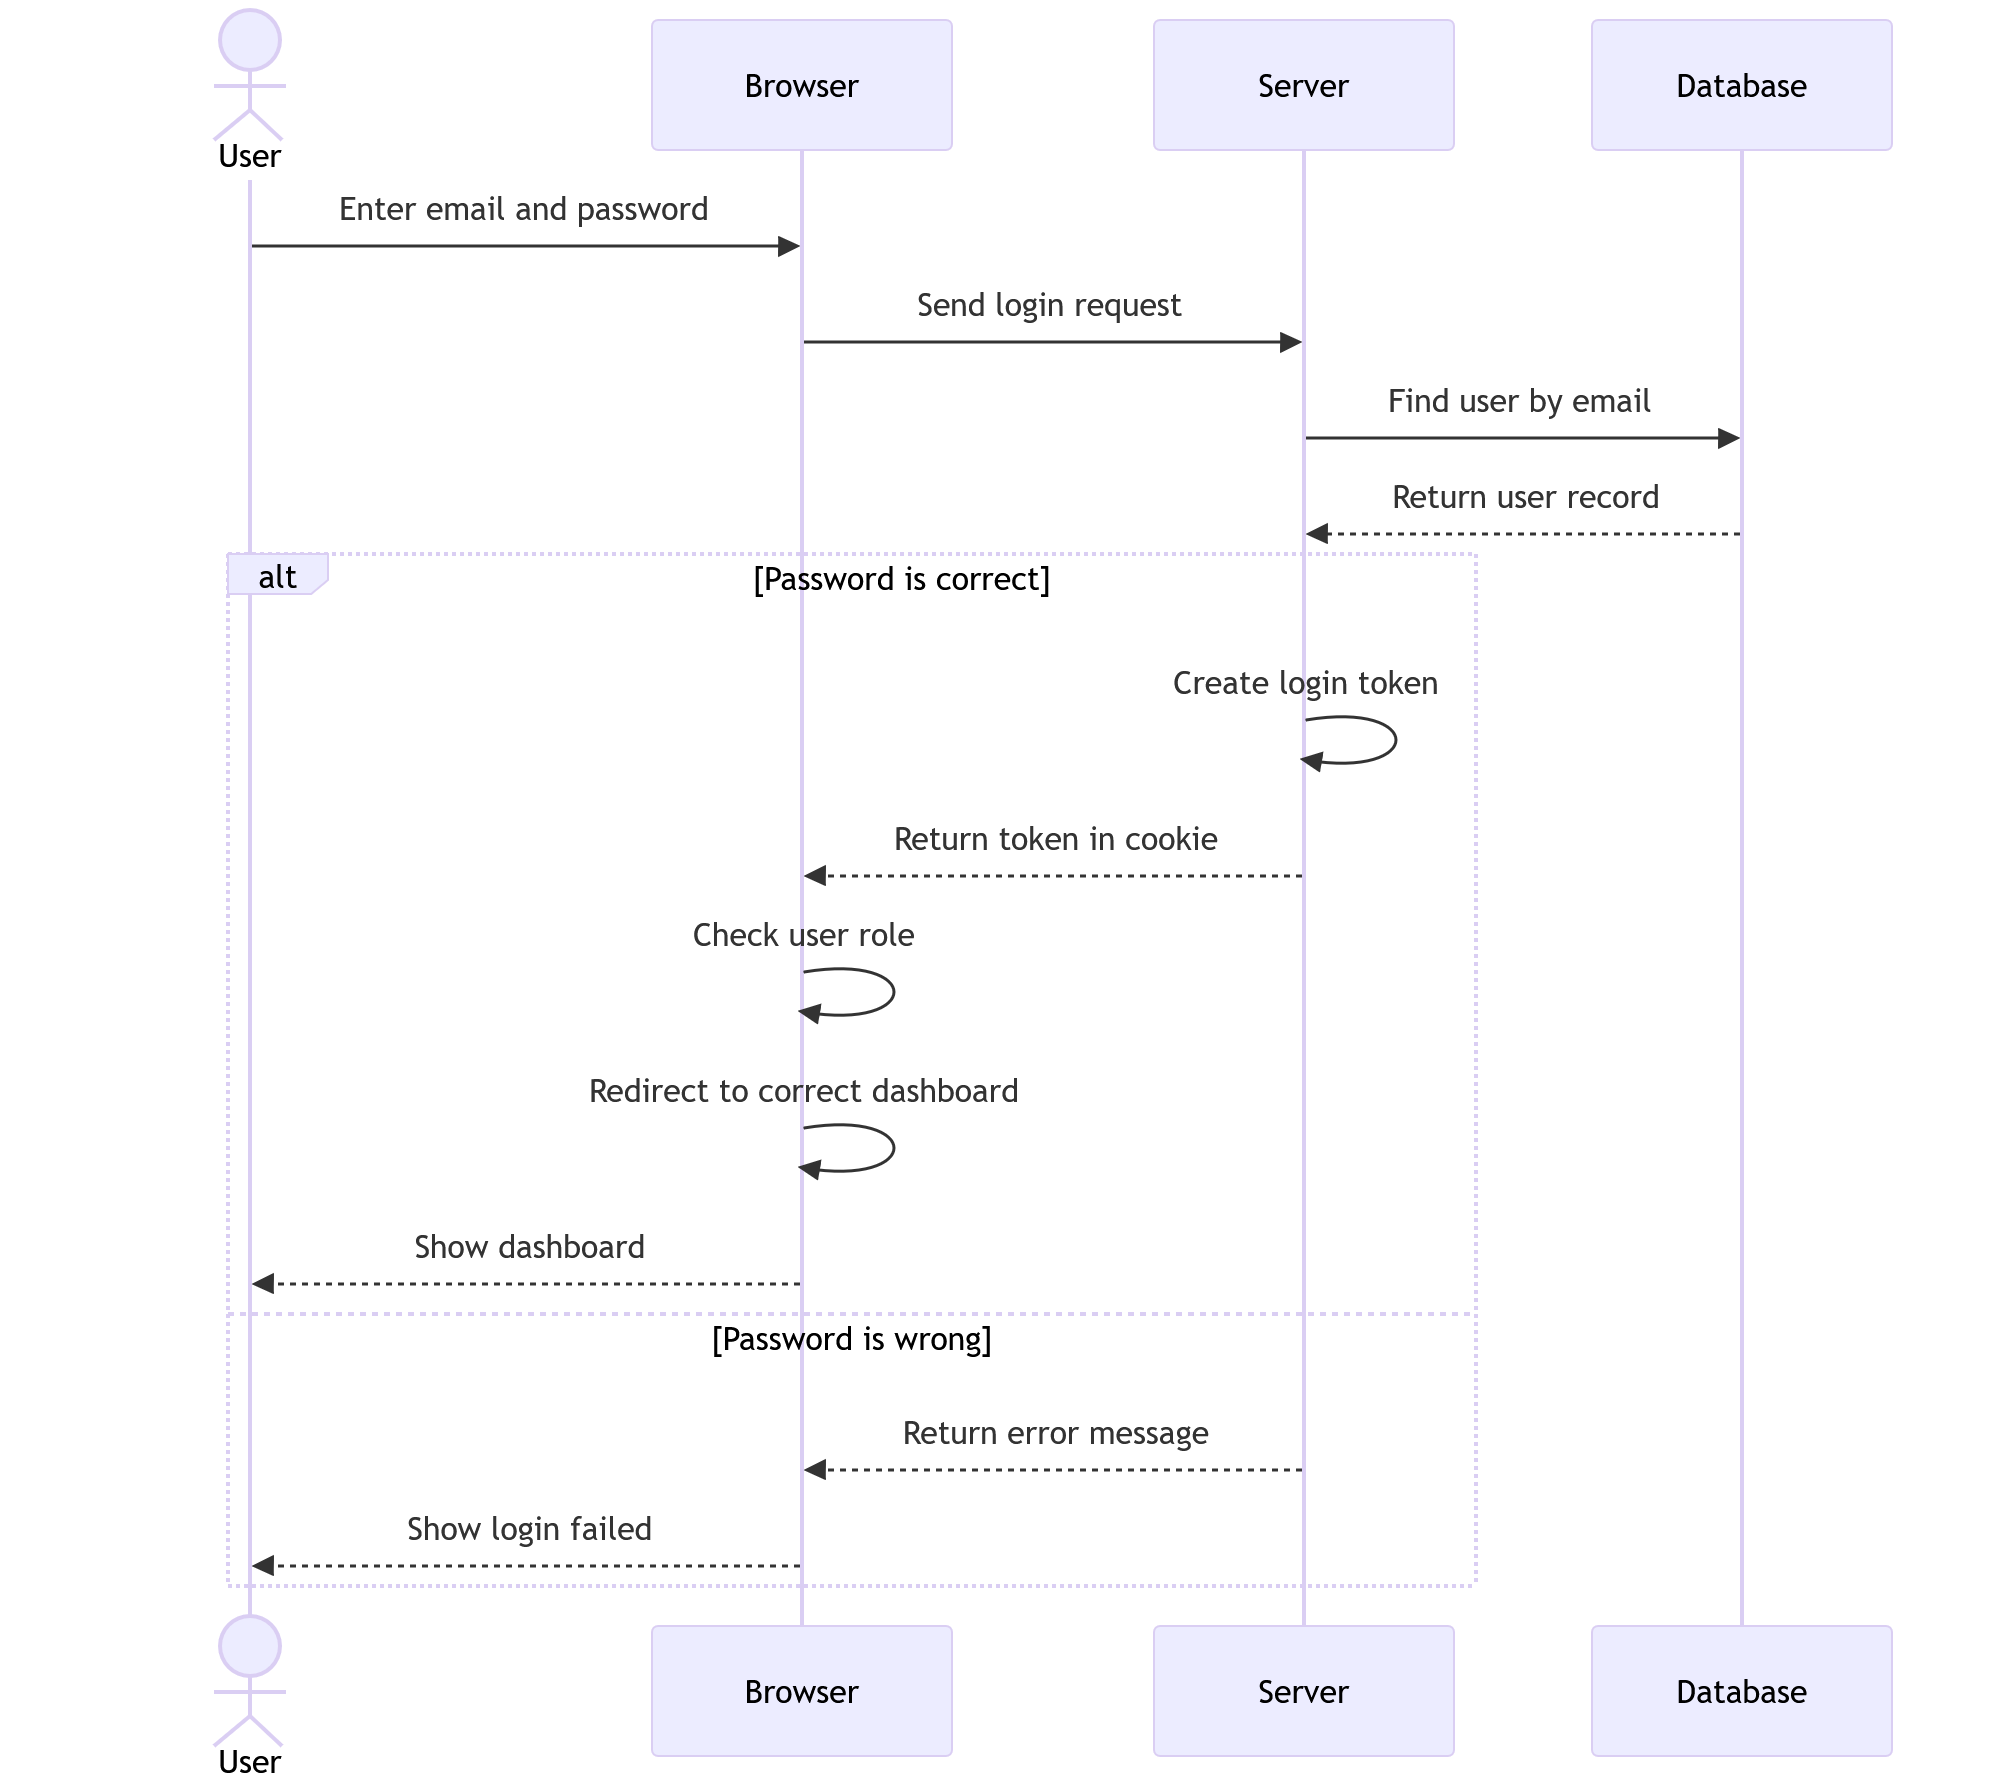 User
Browser
Server
Database
Enter email and password
Send login request
Find user by email
Return user record
alt
[Password is correct]
Create login token
Return token in cookie
Check user role
Redirect to correct dashboard
Show dashboard
[Password is wrong]
Return error message
Show login failed
User
Browser
Server
Database